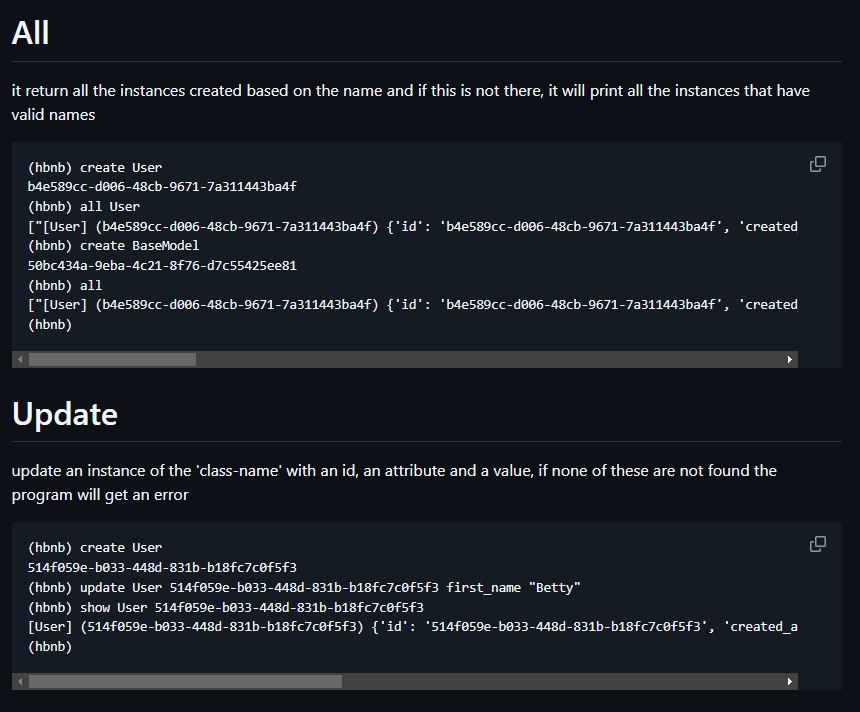 All
it return all the instances created based on the name and if this is not there, it will print all the instances that have
valid names
(hbnb) create User
b4e589cc-d006-48cb-9671-7a311443ba4f
(hbnb) all User
["[User] (b4e589cc-d006-48cb-9671-7a311443ba4f) {'id': 'b4e589cc-d006-48cb-9671-7a311443ba4f', 'created
(hbnb) create BaseModel
50bc434a-9eba-4c21-8f76-d7c55425ee81
(hbnb) all
["[User] (b4e589cc-d006-48cb-9671-7a311443ba4f) {'id': 'b4e589cc-d006-48cb-9671-7a311443ba4f', 'created
(hbnb)
Update
update an instance of the 'class-name' with an id, an attribute and a value, if none of these are not found the
program will get an error
(hbnb) create User
514f059e-b033-448d-831b-b18fc7c0f5f3
(hbnb) update User 514f059e-b033-448d-831b-b18fc7c0f5f3 first_name "Betty"
(hbnb) show User 514f059e-b033-448d-831b-b18fc7c0f5f3
[User] (514f059e-b033-448d-831b-b18fc7c0f5f3) {'id': '514f059e-b033-448d-831b-b18fc7c0f5f3', 'created_a
(hbnb)